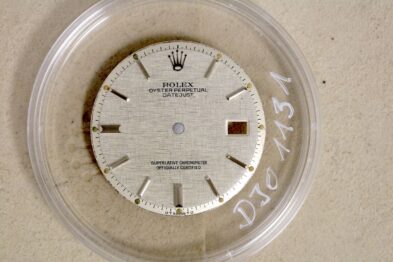 ROLEX
OYSTER PERPETUAL
DATEJUST
SUPERLATIVE CHRONOMETER
OFFICIALLY CERTIFIED
DJO 1131